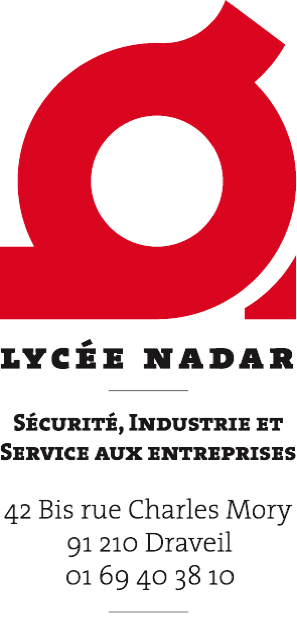 LYCÉE NADAR
SÉCURITÉ, INDUSTRIE ET
SERVICE AUX ENTREPRISES
42 Bis rue Charles Mory
91 210 Draveil
01 69 40 38 10